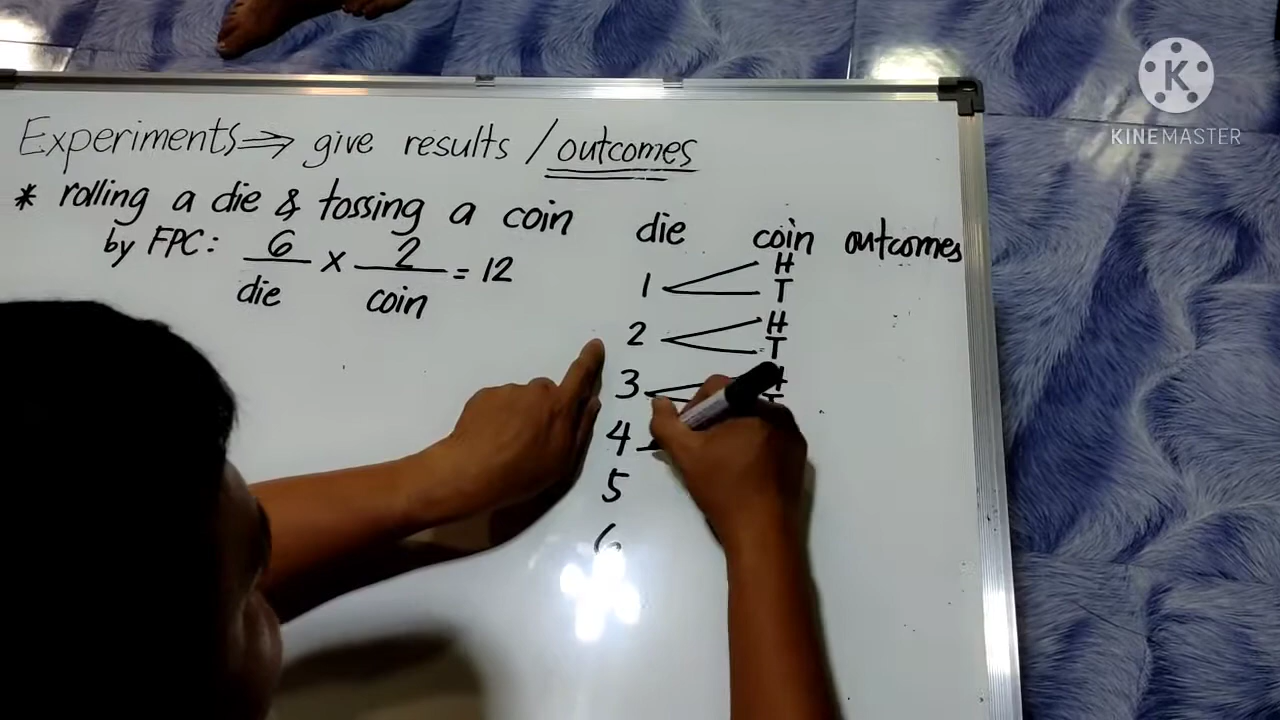 Experiments ⇒ give results / outcomes
* rolling a die & tossing a coin
by FPC: 6 × 2 = 12
die coin
die coin outcomes
1 H
T
2 H
T
3 H
T
4
5
6
K
KINEMASTER